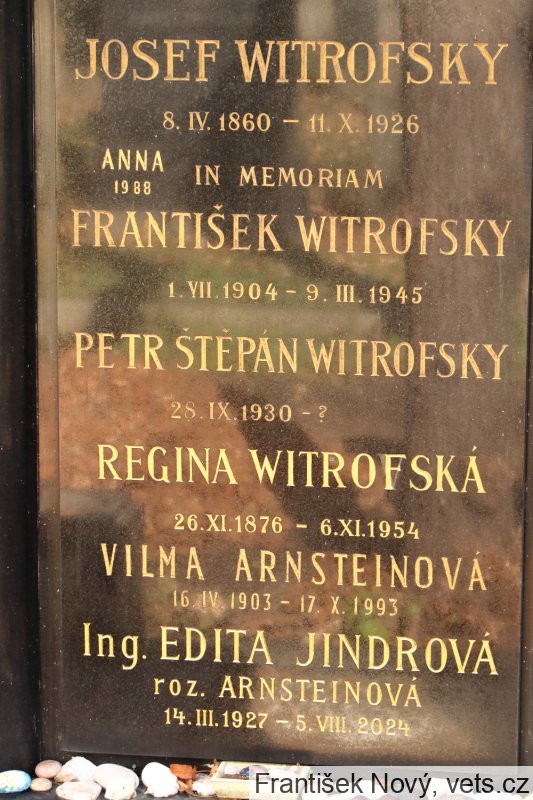 JOSEF WITROFSKY
8. IV. 1860 – 11. X. 1926
ANNA
1988
IN MEMORIAM
FRANTIŠEK WITROFSKY
1. VII. 1904 – 9. III. 1945
PETR ŠTĚPÁN WITROFSKY
28. IX. 1930 - ?
REGINA WITROFSKÁ
26. XI. 1876 – 6. XI. 1954
VILMA ARNSTEINOVÁ
16. IV. 1903 – 17. X. 1993
Ing. EDITA JINDROVÁ
roz. ARNSTEINOVÁ
14. III. 1927 – 5. VIII. 2024
František Nový, vets.cz